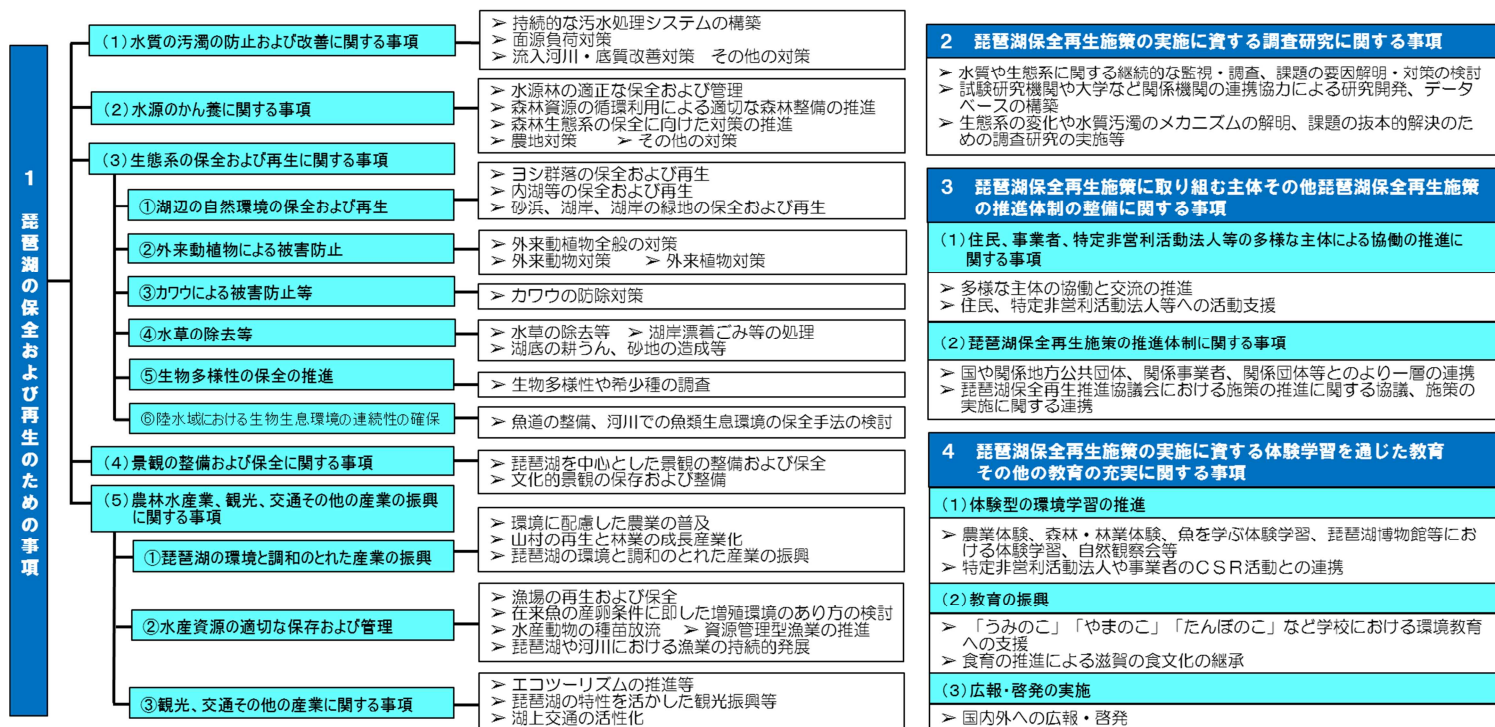 1 琵琶湖の保全および再生のための事項
(1)水質の汚濁の防止および改善に関する事項
➢ 持続的な汚水処理システムの構築
➢ 面源負荷対策
➢ 流入河川・底質改善対策 その他の対策
(2)水源のかん養に関する事項
➢ 水源林の適正な保全および管理
➢ 森林資源の循環利用による適切な森林整備の推進
➢ 森林生態系の保全に向けた対策の推進
➢ 農地対策 ➢ その他の対策
(3)生態系の保全および再生に関する事項
①湖辺の自然環境の保全および再生
➢ ヨシ群落の保全および再生
➢ 内湖等の保全および再生
➢ 砂浜、湖岸、湖岸の緑地の保全および再生
②外来動植物による被害防止
➢ 外来動植物全般の対策
➢ 外来動物対策 ➢ 外来植物対策
③カワウによる被害防止等
➢ カワウの防除対策
④水草の除去等
➢ 水草の除去等 ➢ 湖岸漂着ごみ等の処理
➢ 湖底の耕うん、砂地の造成等
⑤生物多様性の保全の推進
➢ 生物多様性や希少種の調査
⑥陸水域における生物生息環境の連続性の確保
➢ 魚道の整備、河川での魚類生息環境の保全手法の検討
(4)景観の整備および保全に関する事項
➢ 琵琶湖を中心とした景観の整備および保全
➢ 文化的景観の保存および整備
(5)農林水産業、観光、交通その他の産業の振興
に関する事項
①琵琶湖の環境と調和のとれた産業の振興
➢ 環境に配慮した農業の普及
➢ 山村の再生と林業の成長産業化
➢ 琵琶湖の環境と調和のとれた産業の振興
②水産資源の適切な保存および管理
➢ 漁場の再生および保全
➢ 在来魚の産卵条件に即した増殖環境のあり方の検討
➢ 水産動物の種苗放流 ➢ 資源管理型漁業の推進
➢ 琵琶湖や河川における漁業の持続的発展
③観光、交通その他の産業に関する事項
➢ エコツーリズムの推進等
➢ 琵琶湖の特性を活かした観光振興等
➢ 湖上交通の活性化
2 琵琶湖保全再生施策の実施に資する調査研究に関する事項
➢ 水質や生態系に関する継続的な監視・調査、課題の要因解明・対策の検討
➢ 試験研究機関や大学など関係機関の連携協力による研究開発、データ
ベースの構築
➢ 生態系の変化や水質汚濁のメカニズムの解明、課題の抜本的解決のた
めの調査研究の実施等
3 琵琶湖保全再生施策に取り組む主体その他琵琶湖保全再生施策
の推進体制の整備に関する事項
(1)住民、事業者、特定非営利活動法人等の多様な主体による協働の推進に
関する事項
➢ 多様な主体の協働と交流の推進
➢ 住民、特定非営利活動法人等への活動支援
(2)琵琶湖保全再生施策の推進体制に関する事項
➢ 国や関係地方公共団体、関係事業者、関係団体等とのより一層の連携
➢ 琵琶湖保全再生推進協議会における施策の推進に関する協議、施策の
実施に関する連携
4 琵琶湖保全再生施策の実施に資する体験学習を通じた教育
その他の教育の充実に関する事項
(1)体験型の環境学習の推進
➢ 農業体験、森林・林業体験、魚を学ぶ体験学習、琵琶湖博物館等にお
ける体験学習、自然観察会等
➢ 特定非営利活動法人や事業者のCSR活動との連携
(2)教育の振興
➢ 「うみのこ」「やまのこ」「たんぼのこ」など学校における環境教育
への支援
➢ 食育の推進による滋賀の食文化の継承
(3)広報・啓発の実施
➢ 国内外への広報・啓発